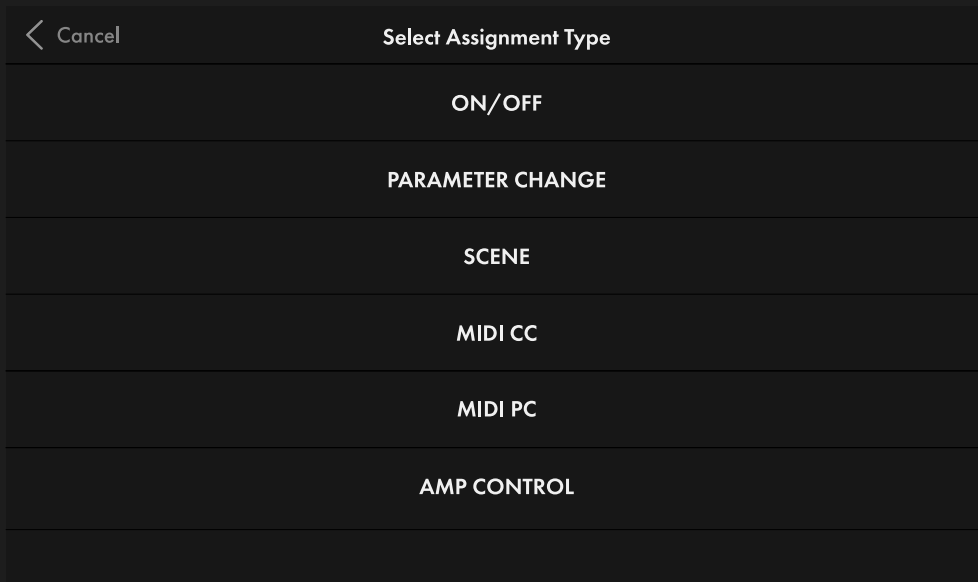 Cancel
Select Assignment Type
ON/OFF
PARAMETER CHANGE
SCENE
MIDI CC
MIDI PC
AMP CONTROL